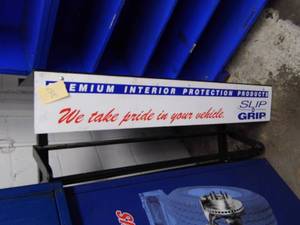 PREMIUM INTERIOR PROTECTION PRODUCTS
We take pride in your vehicle.
SLIP
GRIP